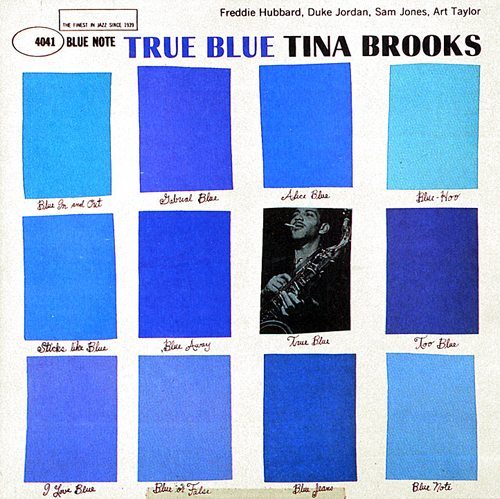 Freddie Hubbard, Duke Jordan, Sam Jones, Art Taylor
THE FINEST IN JAZZ SINCE 1939
4041 BLUE NOTE TRUE BLUE TINA BROOKS
Blue In and Out
Gabriel Blue
Alice Blue
Blue-Hoo
Sticks like Blue
Blue Away
True Blue
Too Blue
I Love Blue
Blue or False
Blue Jeans
Blue Note